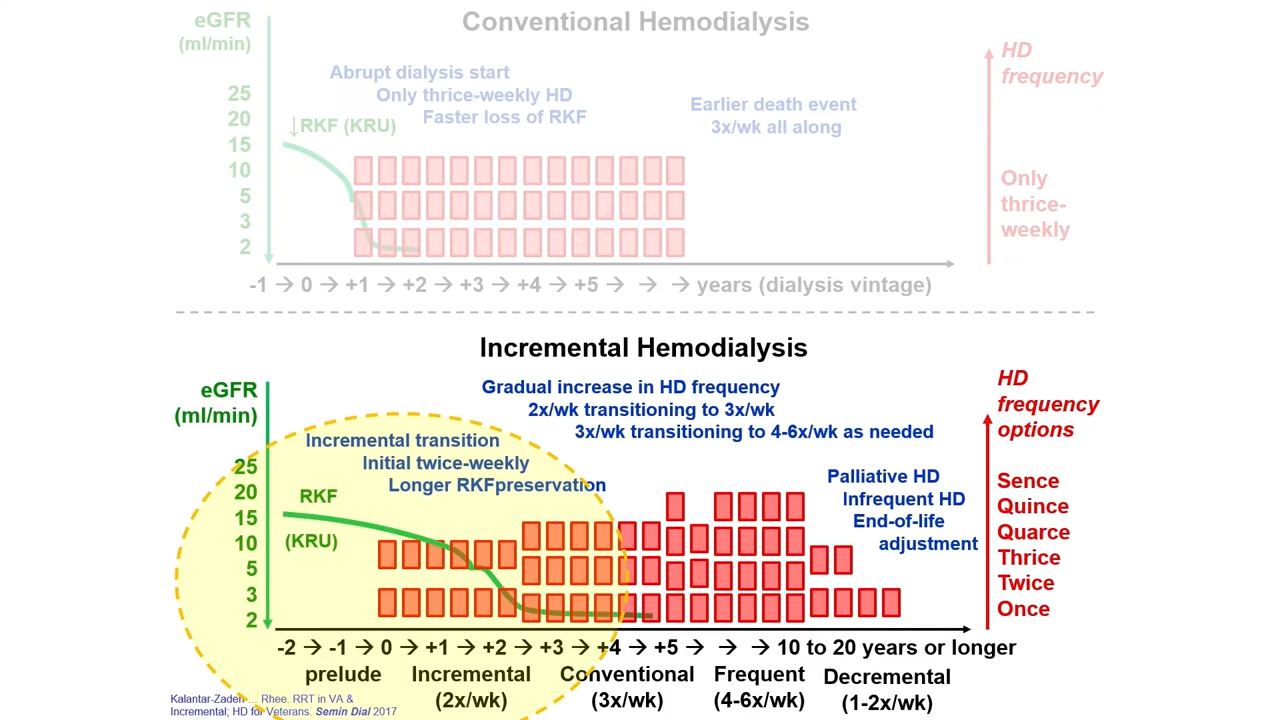 Conventional Hemodialysis
eGFR
(ml/min)
25
20
15
10
5
3
2
Abrupt dialysis start
Only thrice-weekly HD
Faster loss of RKF
↓RKF (KRU)
Earlier death event
3x/wk all along
HD
frequency
Only
thrice-
weekly
-1 → 0 → +1 → +2 → +3 → +4 → +5 → → → years (dialysis vintage)
Incremental Hemodialysis
eGFR
(ml/min)
25
20
15
10
5
3
2
Gradual increase in HD frequency
2x/wk transitioning to 3x/wk
3x/wk transitioning to 4-6x/wk as needed
Incremental transition
Initial twice-weekly
Longer RKFpreservation
RKF
(KRU)
Palliative HD
Infrequent HD
End-of-life
adjustment
HD
frequency
options
Sence
Quince
Quarce
Thrice
Twice
Once
-2 → -1 → 0 → +1 → +2 → +3 → +4 → +5 → → → 10 to 20 years or longer
prelude Incremental Conventional Frequent Decremental
(2x/wk) (3x/wk) (4-6x/wk) (1-2x/wk)
Kalantar-Zadeh ... Rhee. RRT in VA &
Incremental; HD for Veterans. Semin Dial 2017